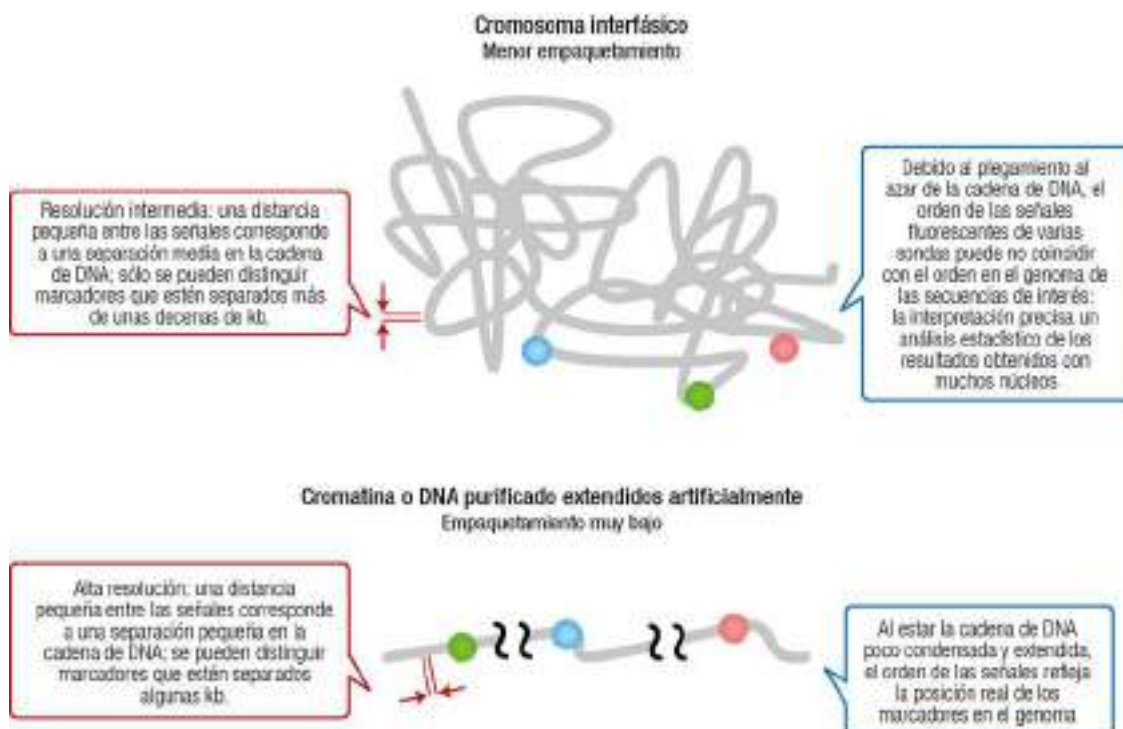 Cromosoma interfásico
Menor empaquetamiento
Resolución intermedia: una distancia
pequeña entre las señales corresponde
a una separación media en la cadena
de DNA; sólo se pueden distinguir
marcadores que estén separados más
de unas decenas de kb.
Debido al plegamiento al
azar de la cadena de DNA, el
orden de las señales
fluorescentes de varias
sondas puede no coincidir
con el orden en el genoma de
las secuencias de interés:
la interpretación precisa un
análisis estadístico de los
resultados obtenidos con
muchos núcleos
Cromatina o DNA purificado extendidos artificialmente
Empaquetamiento muy bajo
Alta resolución: una distancia
pequeña entre las señales corresponde
a una separación pequeña en la
cadena de DNA; se pueden distinguir
marcadores que estén separados
algunas kb.
Al estar la cadena de DNA
poco condensada y extendida,
el orden de las señales refleja
la posición real de los
marcadores en el genoma